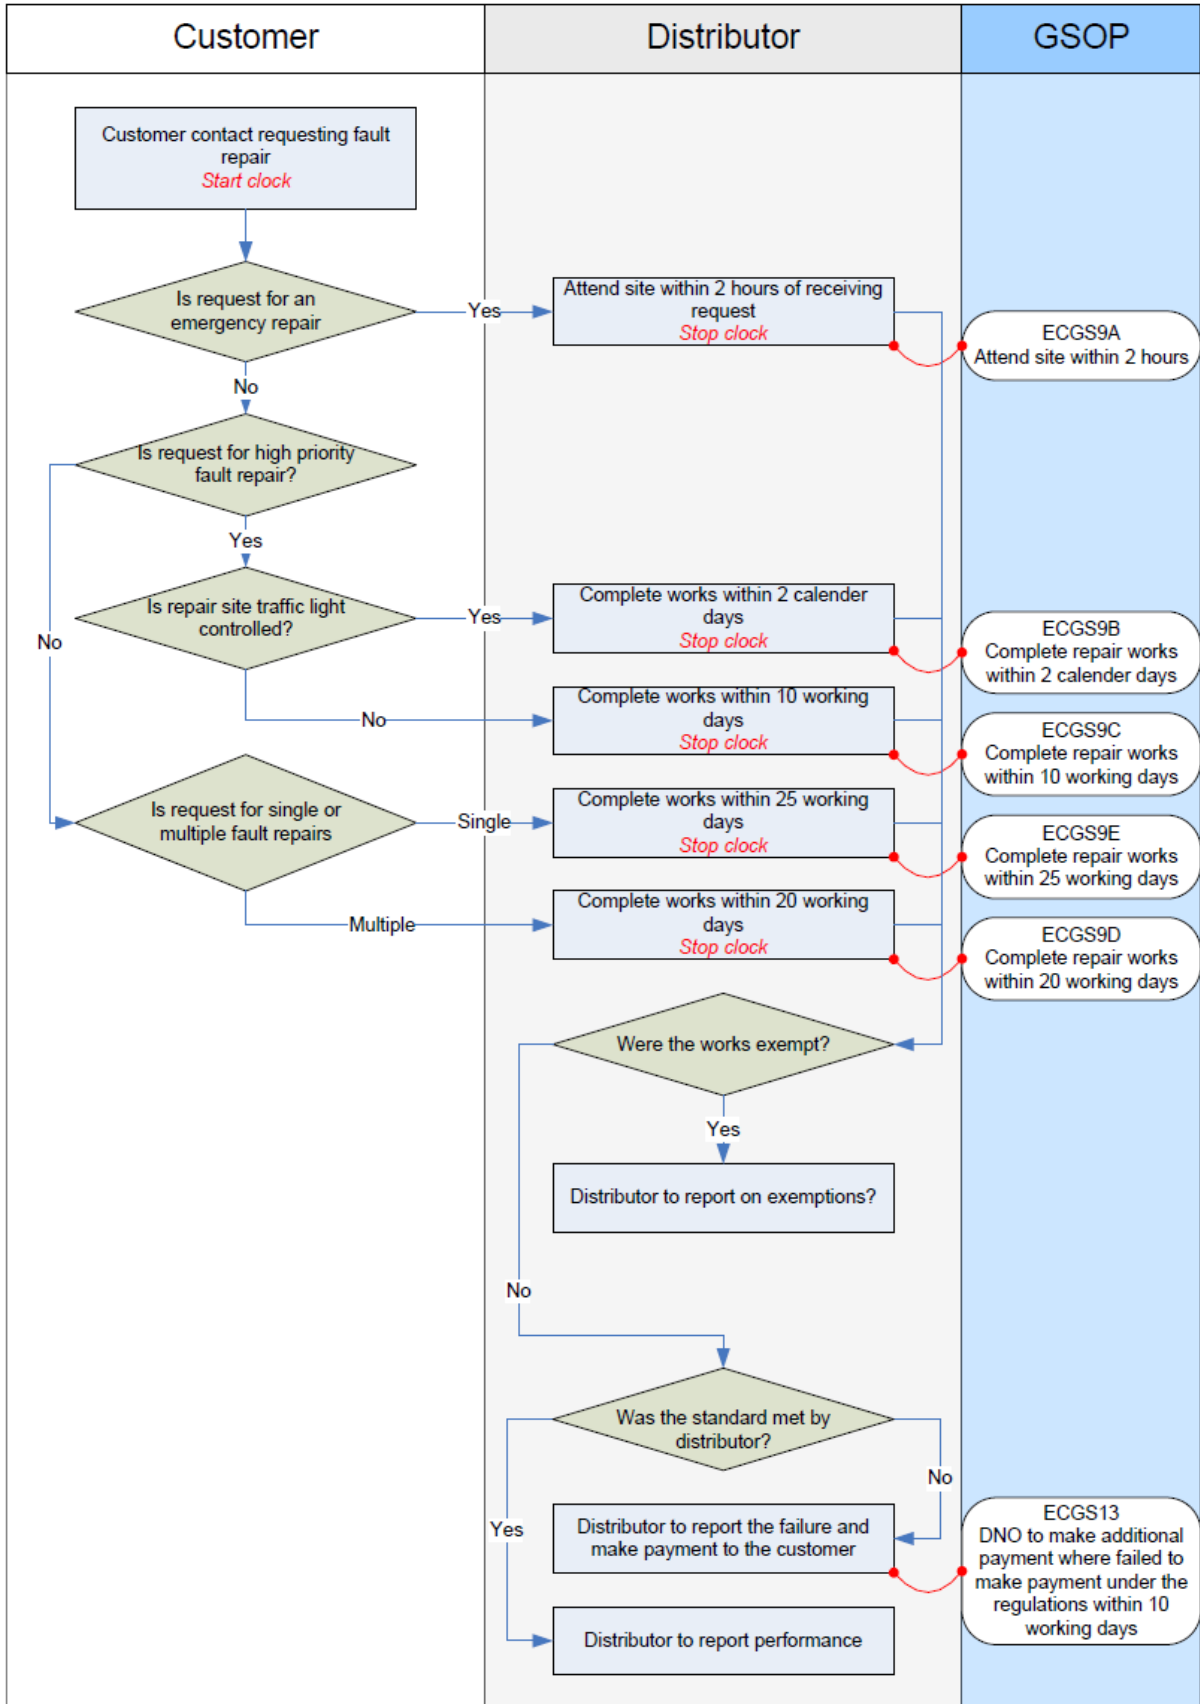 Customer
Distributor
GSOP
Customer contact requesting fault
repair
Start clock
Is request for an
emergency repair
Yes
Attend site within 2 hours of receiving
request
Stop clock
ECGS9A
Attend site within 2 hours
No
Is request for high priority
fault repair?
Yes
No
Is repair site traffic light
controlled?
Yes
Complete works within 2 calender
days
Stop clock
ECGS9B
Complete repair works
within 2 calender days
No
Complete works within 10 working
days
Stop clock
ECGS9C
Complete repair works
within 10 working days
Is request for single or
multiple fault repairs
Single
Complete works within 25 working
days
Stop clock
ECGS9E
Complete repair works
within 25 working days
Multiple
Complete works within 20 working
days
Stop clock
ECGS9D
Complete repair works
within 20 working days
Were the works exempt?
Yes
Distributor to report on exemptions?
No
Was the standard met by
distributor?
No
Yes
Distributor to report the failure and
make payment to the customer
ECGS13
DNO to make additional
payment where failed to
make payment under the
regulations within 10
working days
Distributor to report performance